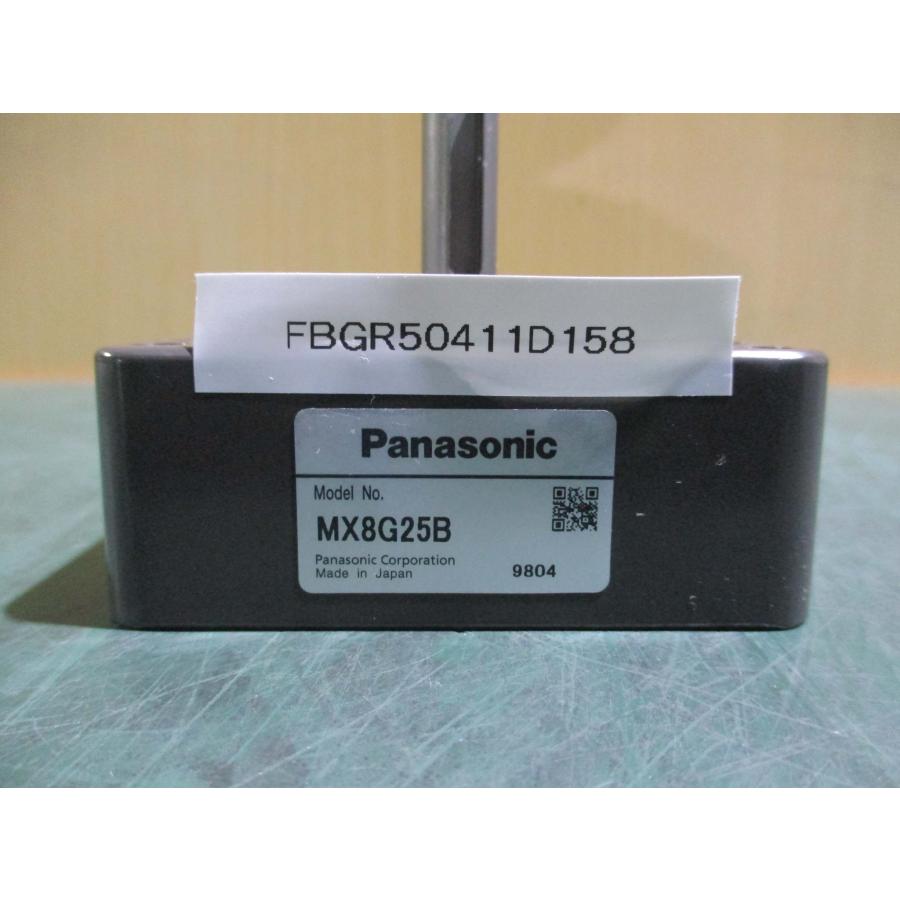 FBGR50411D158
Panasonic
Model No.
MX8G25B
Panasonic Corporation
Made in Japan
9804